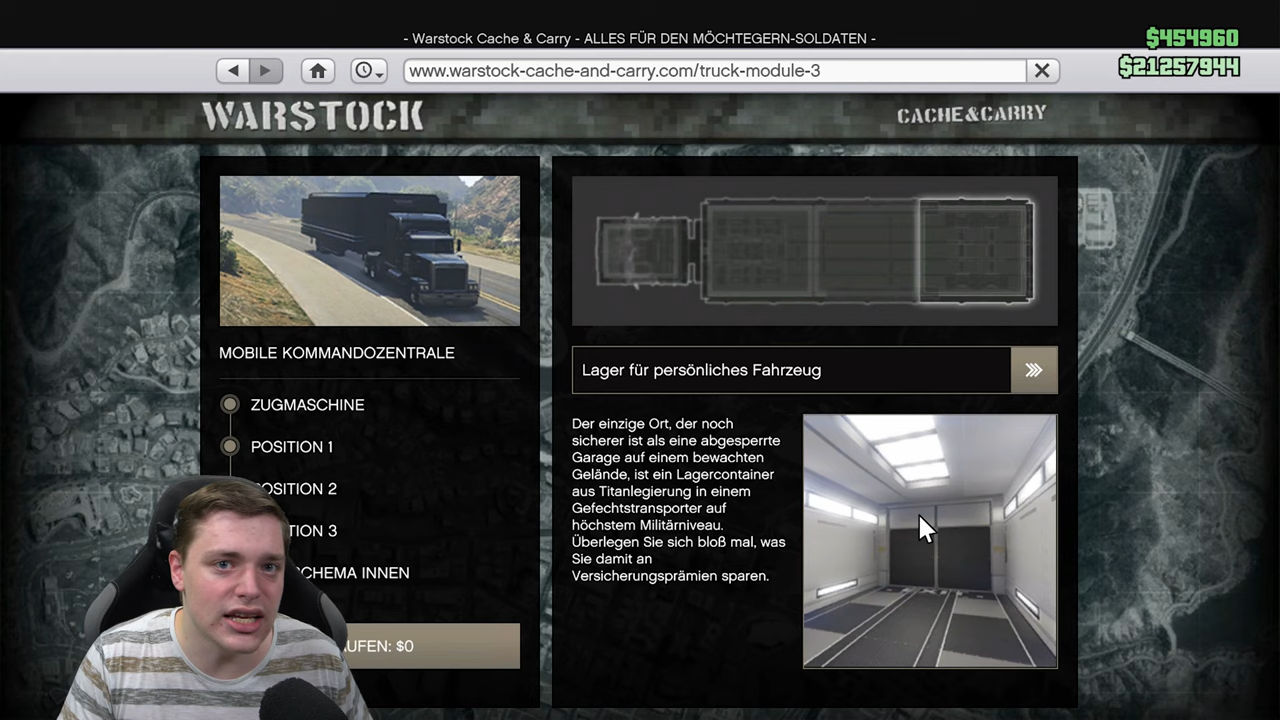 - Warstock Cache & Carry - ALLES FÜR DEN MÖCHTEGERN-SOLDATEN -
$454960
$21257944
www.warstock-cache-and-carry.com/truck-module-3
WARSTOCK
CACHE&CARRY
MOBILE KOMMANDOZENTRALE
ZUGMASCHINE
POSITION 1
POSITION 2
TION 3
SCHEMA INNEN
AUFEN: $0
Lager für persönliches Fahrzeug
Der einzige Ort, der noch
sicherer ist als eine abgesperrte
Garage auf einem bewachten
Gelände, ist ein Lagercontainer
aus Titanlegierung in einem
Gefechtstransporter auf
höchstem Militärniveau.
Überlegen Sie sich bloß mal, was
Sie damit an
Versicherungsprämien sparen.